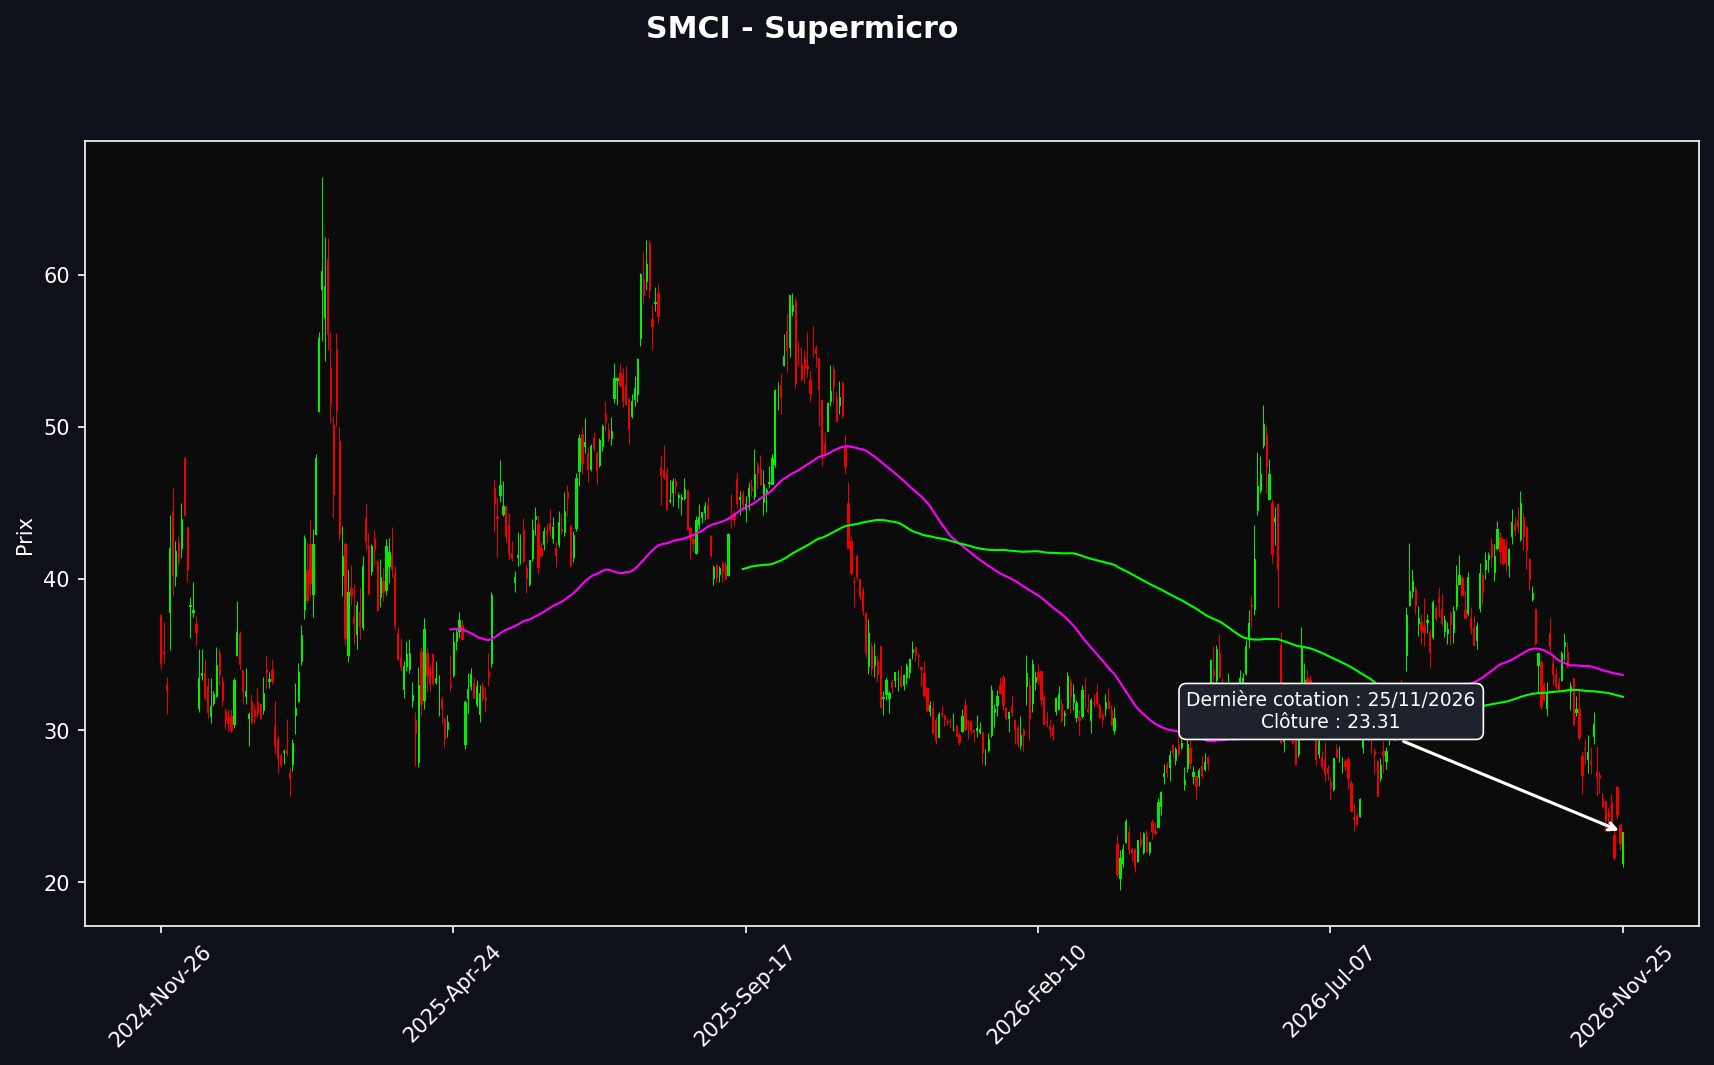 SMCI - Supermicro
Prix
60
50
40
30
20
Dernière cotation : 25/11/2026
Clôture : 23.31
2024-Nov-26
2025-Apr-24
2025-Sep-17
2026-Feb-10
2026-Jul-07
2026-Nov-25